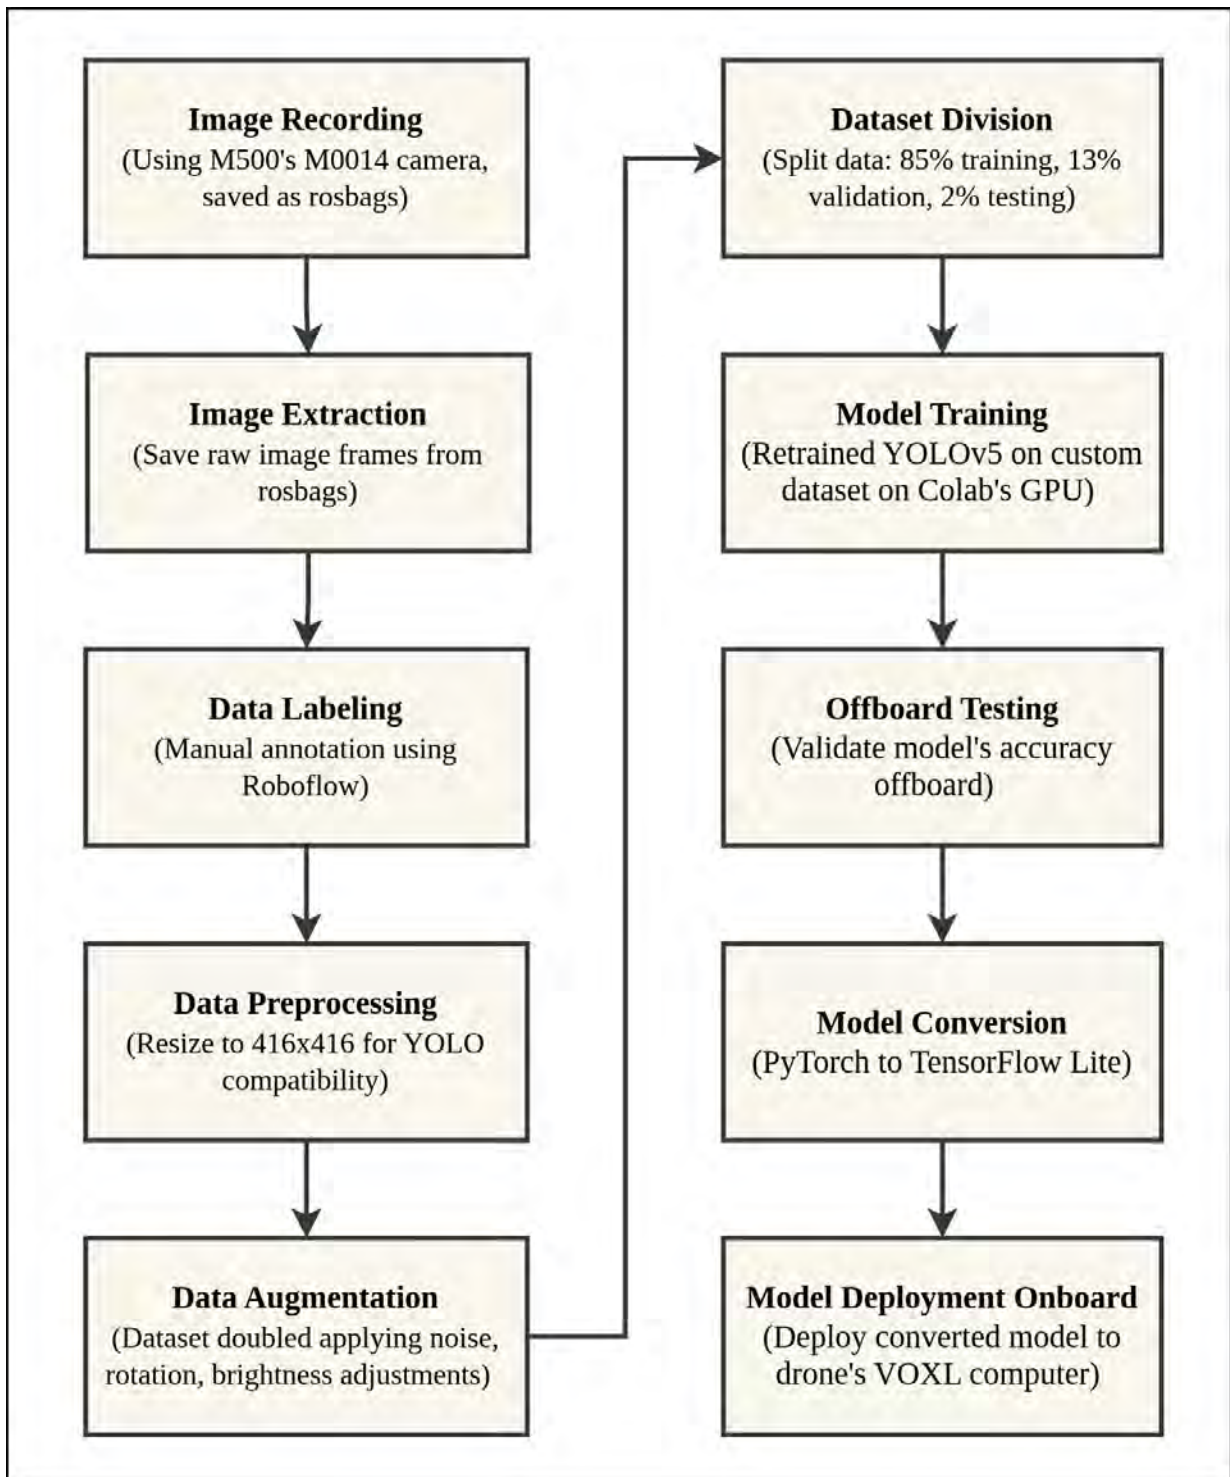 Image Recording
(Using M500's M0014 camera,
saved as rosbags)
Image Extraction
(Save raw image frames from
rosbags)
Data Labeling
(Manual annotation using
Roboflow)
Data Preprocessing
(Resize to 416x416 for YOLO
compatibility)
Data Augmentation
(Dataset doubled applying noise,
rotation, brightness adjustments)
Dataset Division
(Split data: 85% training, 13%
validation, 2% testing)
Model Training
(Retrained YOLOv5 on custom
dataset on Colab's GPU)
Offboard Testing
(Validate model's accuracy
offboard)
Model Conversion
(PyTorch to TensorFlow Lite)
Model Deployment Onboard
(Deploy converted model to
drone's VOXL computer)